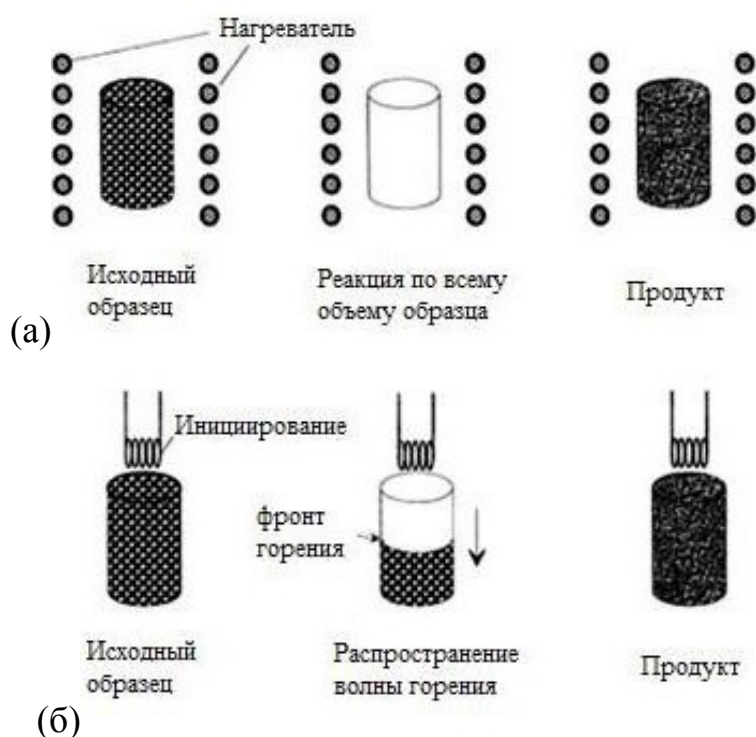 Нагреватель
Исходный
образец
Реакция по всему
объему образца
Продукт
(а)
Инициирование
фронт
горения
Исходный
образец
Распространение
волны горения
Продукт
(б)